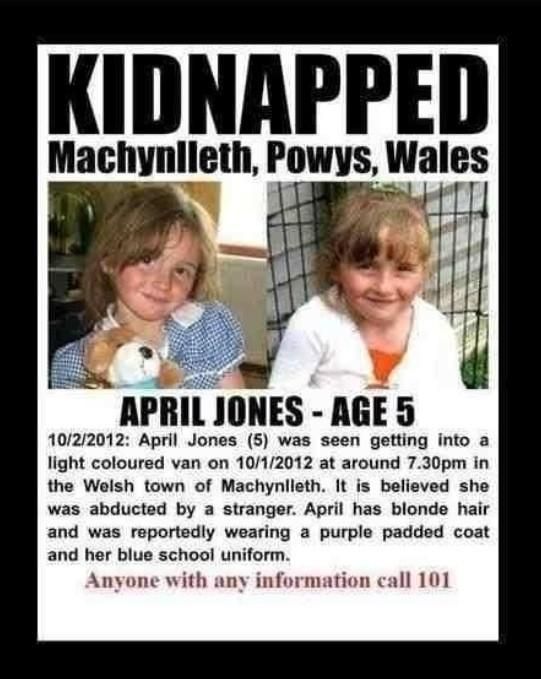 KIDNAPPED
Machynlleth, Powys, Wales
APRIL JONES - AGE 5
10/2/2012: April Jones (5) was seen getting into a
light coloured van on 10/1/2012 at around 7.30pm in
the Welsh town of Machynlleth. It is believed she
was abducted by a stranger. April has blonde hair
and was reportedly wearing a purple padded coat
and her blue school uniform.
Anyone with any information call 101